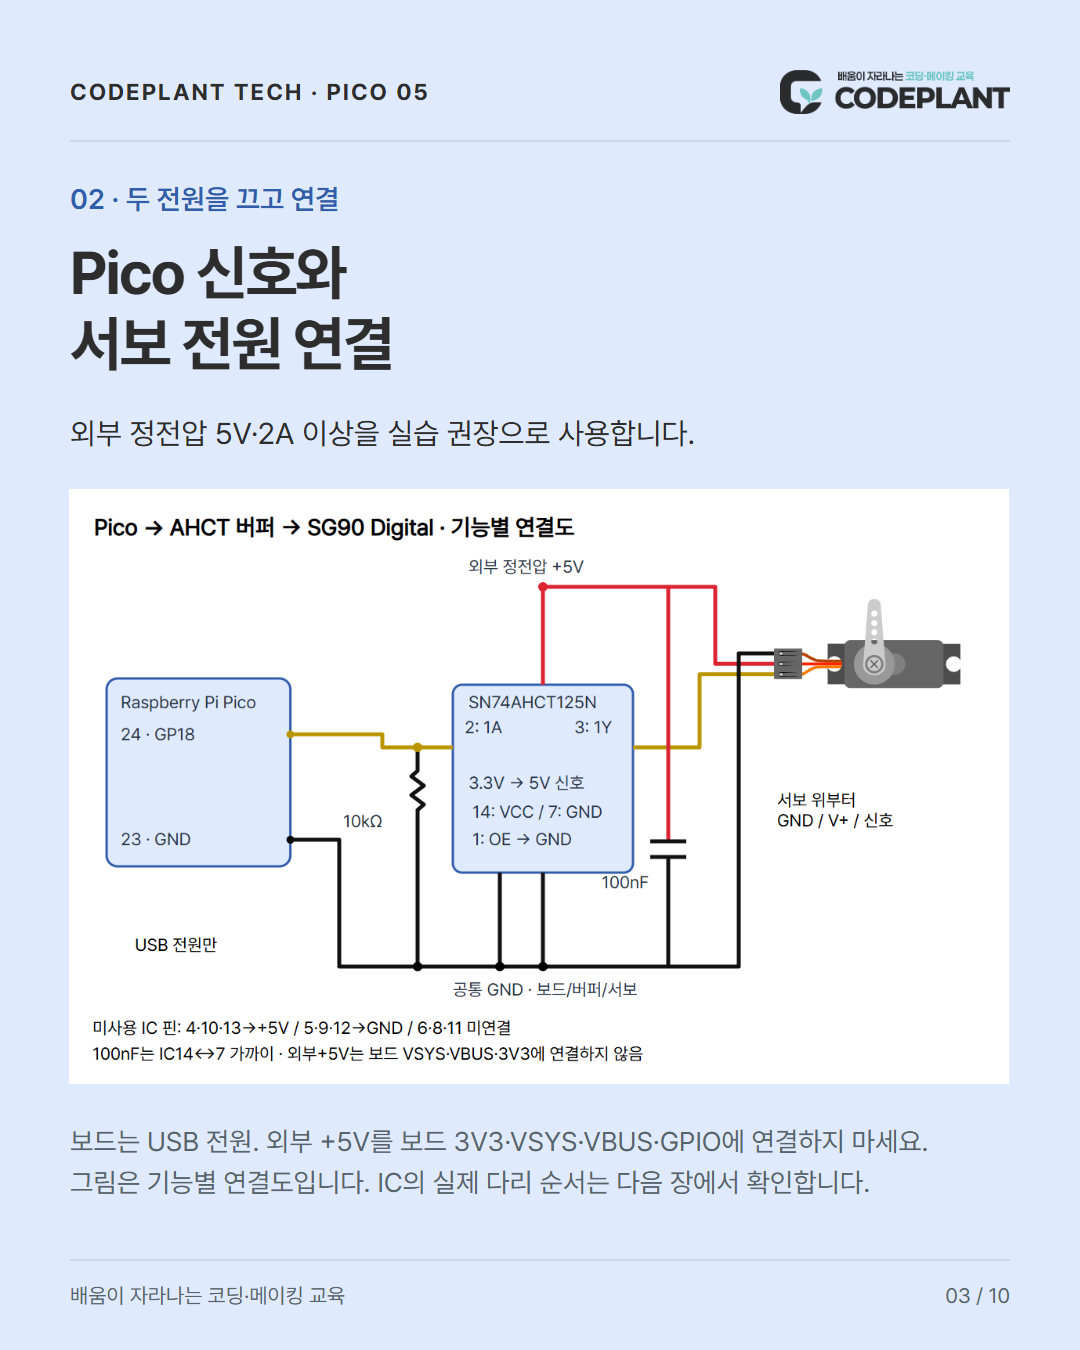 CODEPLANT TECH · PICO 05
배움이 자라나는 코딩·메이킹 교육
CODEPLANT
02 · 두 전원을 끄고 연결
Pico 신호와
서보 전원 연결
외부 정전압 5V·2A 이상을 실습 권장으로 사용합니다.
Pico → AHCT 버퍼 → SG90 Digital · 기능별 연결도
외부 정전압 +5V
Raspberry Pi Pico
24 · GP18
23 · GND
10kΩ
SN74AHCT125N
2: 1A 3: 1Y
3.3V → 5V 신호
14: VCC / 7: GND
1: OE → GND
100nF
서보 위부터
GND / V+ / 신호
USB 전원만
공통 GND · 보드/버퍼/서보
미사용 IC 핀: 4·10·13→+5V / 5·9·12→GND / 6·8·11 미연결
100nF는 IC14↔7 가까이 · 외부+5V는 보드 VSYS·VBUS·3V3에 연결하지 않음
보드는 USB 전원. 외부 +5V를 보드 3V3·VSYS·VBUS·GPIO에 연결하지 마세요.
그림은 기능별 연결도입니다. IC의 실제 다리 순서는 다음 장에서 확인합니다.
배움이 자라나는 코딩·메이킹 교육
03 / 10